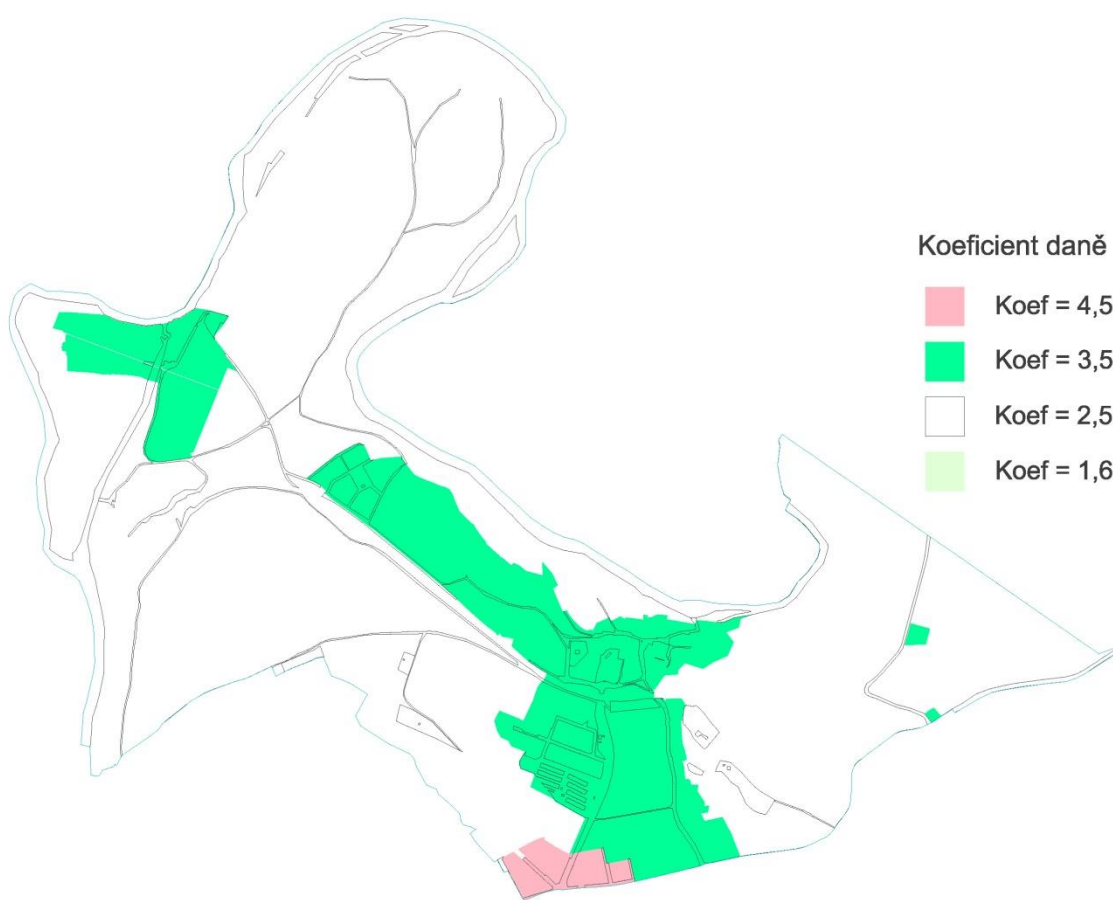 Koeficient daně
Koef = 4,5
Koef = 3,5
Koef = 2,5
Koef = 1,6